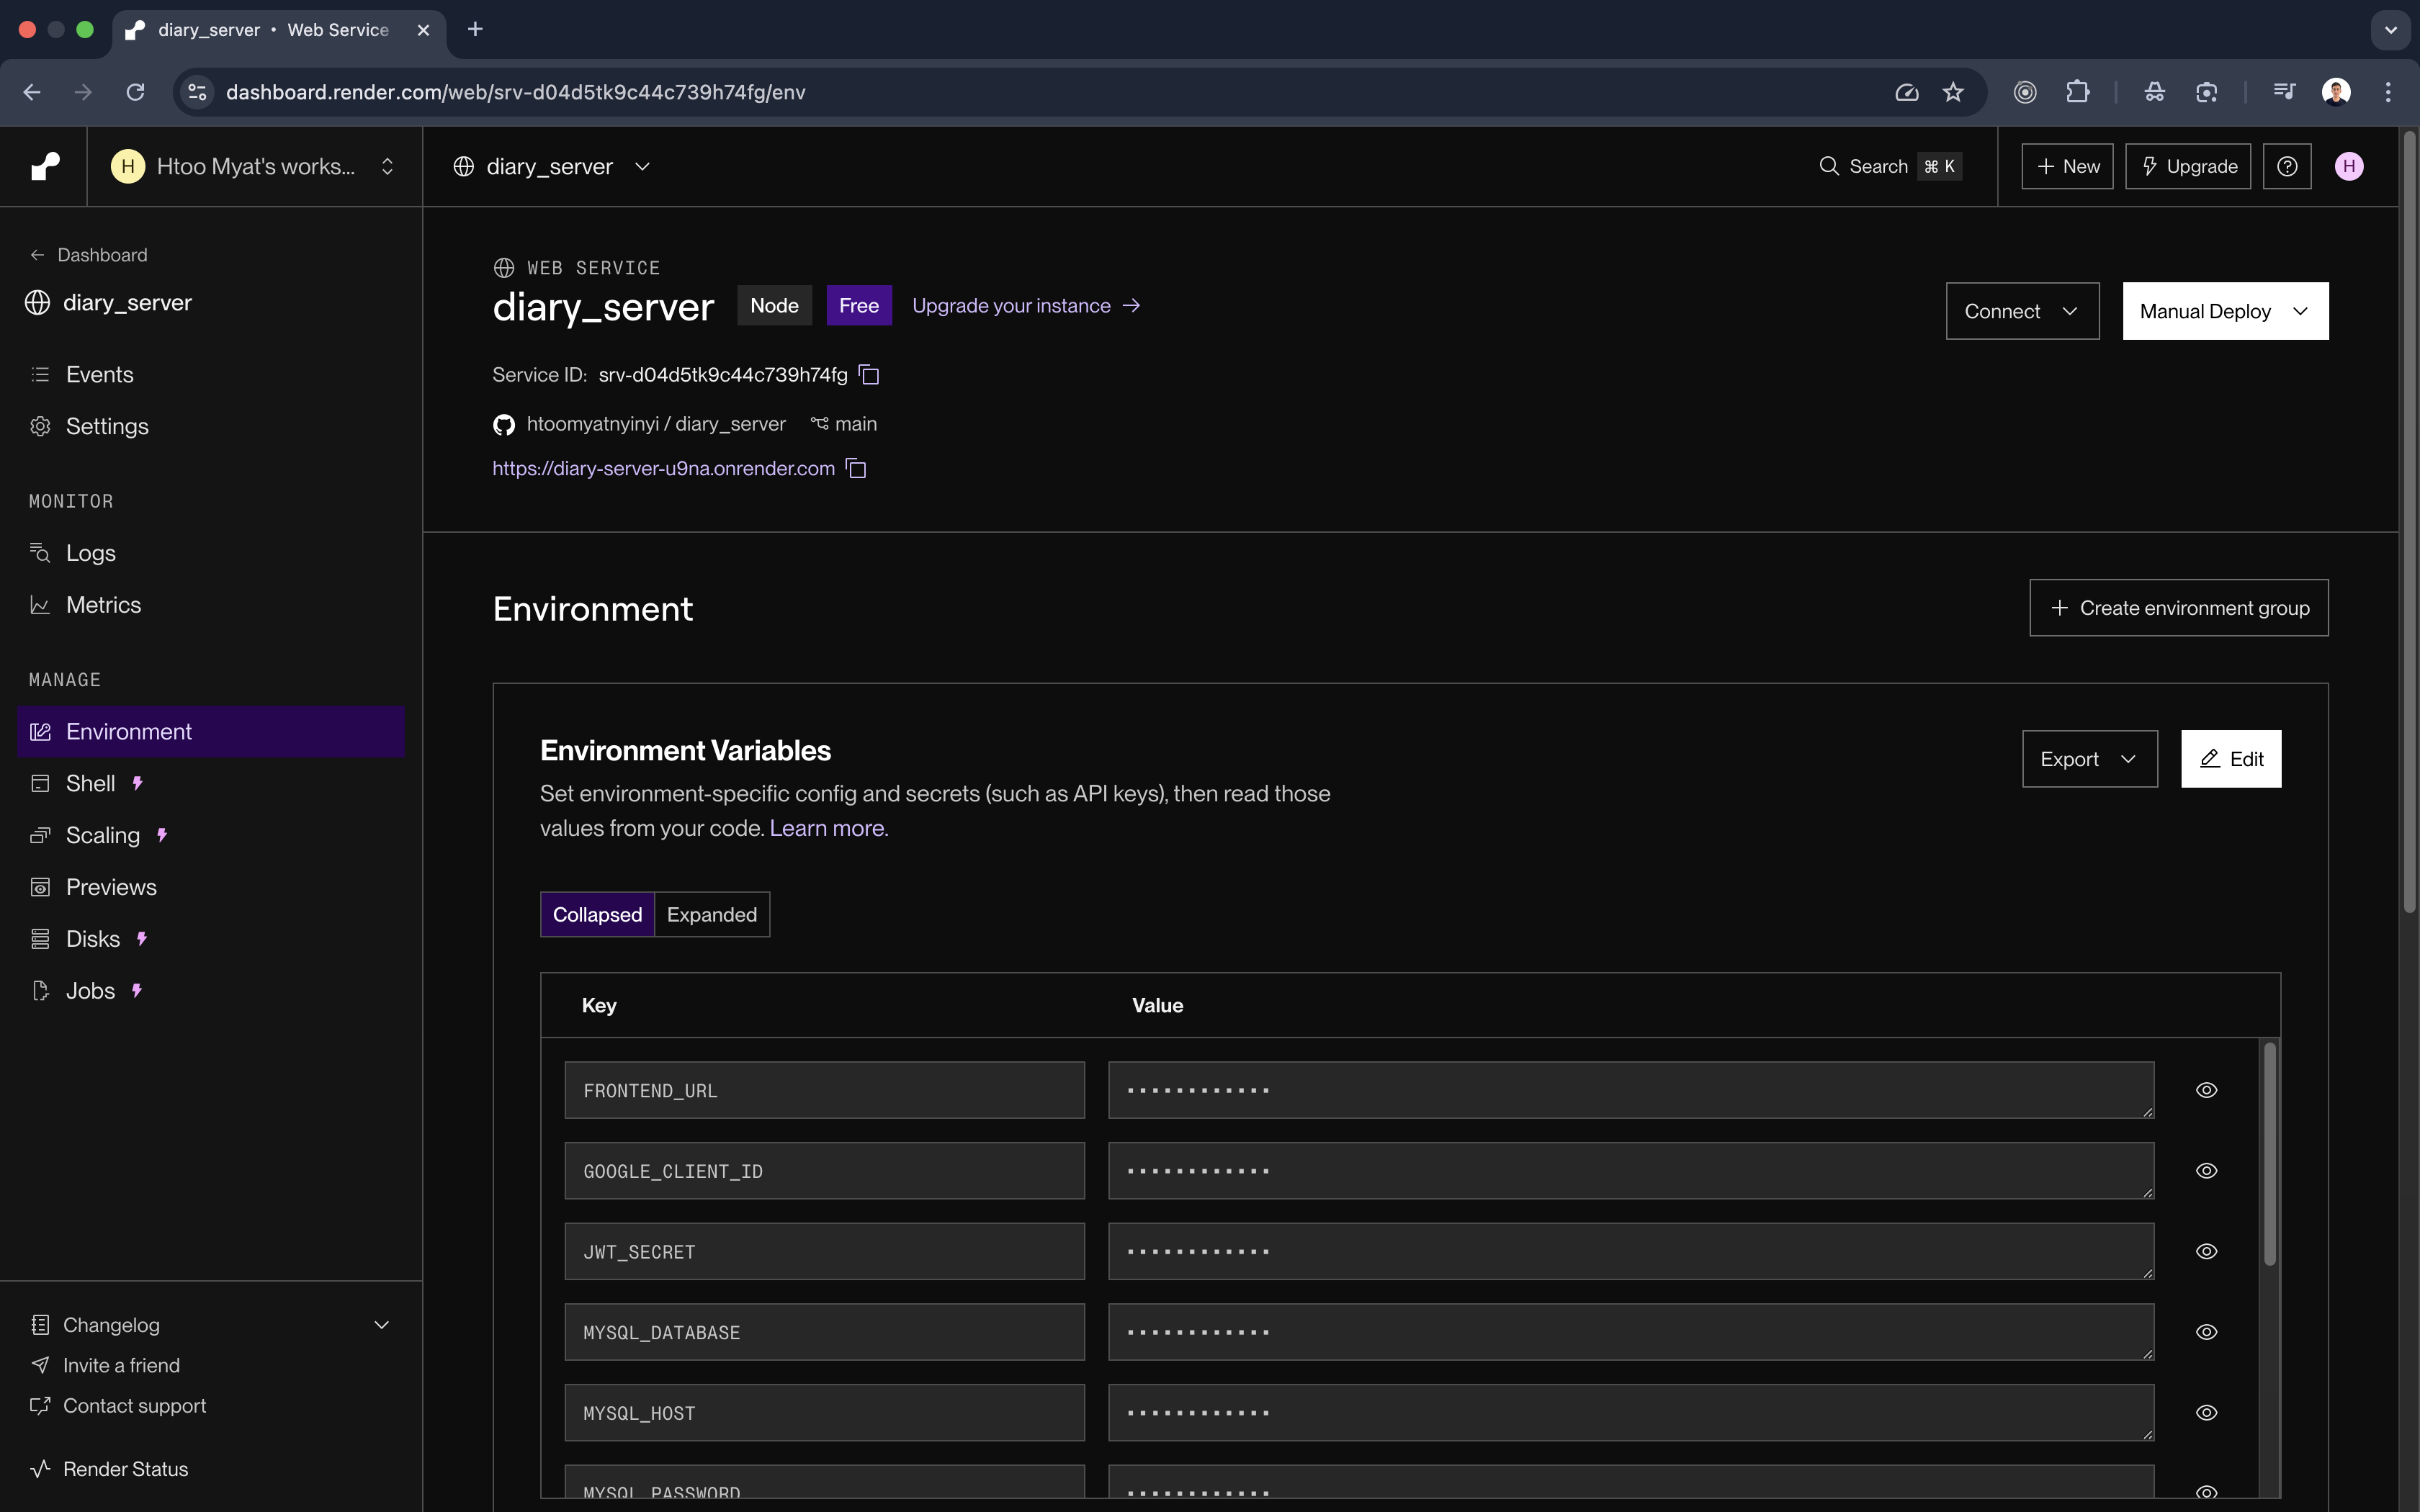 diary_server • Web Service
dashboard.render.com/web/srv-d04d5tk9c44c739h74fg/env
H Htoo Myat's works...
diary_server
Search ⌘ K
+ New
Upgrade
H
← Dashboard
diary_server
Events
Settings
MONITOR
Logs
Metrics
MANAGE
Environment
Shell
Scaling
Previews
Disks
Jobs
Changelog
Invite a friend
Contact support
Render Status
WEB SERVICE
diary_server Node Free Upgrade your instance →
Connect
Manual Deploy
Service ID: srv-d04d5tk9c44c739h74fg
htoomyatnyinyi / diary_server main
https://diary-server-u9na.onrender.com
Environment
+ Create environment group
Environment Variables
Export
Edit
Set environment-specific config and secrets (such as API keys), then read those
values from your code. Learn more.
Collapsed Expanded
Key Value
FRONTEND_URL ············
GOOGLE_CLIENT_ID ············
JWT_SECRET ············
MYSQL_DATABASE ············
MYSQL_HOST ············
MYSQL_PASSWORD ············